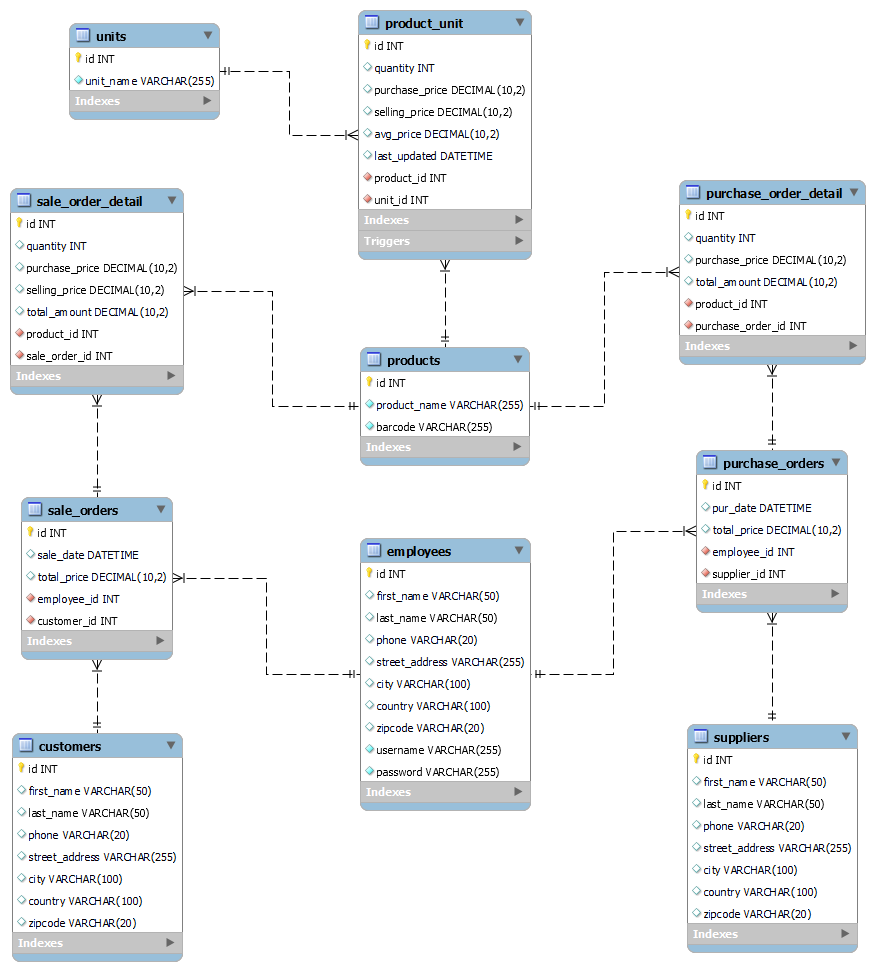 units
id INT
unit_name VARCHAR(255)
Indexes
product_unit
id INT
quantity INT
purchase_price DECIMAL(10,2)
selling_price DECIMAL(10,2)
avg_price DECIMAL(10,2)
last_updated DATETIME
product_id INT
unit_id INT
Indexes
Triggers
sale_order_detail
id INT
quantity INT
purchase_price DECIMAL(10,2)
selling_price DECIMAL(10,2)
total_amount DECIMAL(10,2)
product_id INT
sale_order_id INT
Indexes
purchase_order_detail
id INT
quantity INT
purchase_price DECIMAL(10,2)
total_amount DECIMAL(10,2)
product_id INT
purchase_order_id INT
Indexes
products
id INT
product_name VARCHAR(255)
barcode VARCHAR(255)
Indexes
sale_orders
id INT
sale_date DATETIME
total_price DECIMAL(10,2)
employee_id INT
customer_id INT
Indexes
employees
id INT
first_name VARCHAR(50)
last_name VARCHAR(50)
phone VARCHAR(20)
street_address VARCHAR(255)
city VARCHAR(100)
country VARCHAR(100)
zipcode VARCHAR(20)
username VARCHAR(255)
password VARCHAR(255)
Indexes
purchase_orders
id INT
pur_date DATETIME
total_price DECIMAL(10,2)
employee_id INT
supplier_id INT
Indexes
customers
id INT
first_name VARCHAR(50)
last_name VARCHAR(50)
phone VARCHAR(20)
street_address VARCHAR(255)
city VARCHAR(100)
country VARCHAR(100)
zipcode VARCHAR(20)
Indexes
suppliers
id INT
first_name VARCHAR(50)
last_name VARCHAR(50)
phone VARCHAR(20)
street_address VARCHAR(255)
city VARCHAR(100)
country VARCHAR(100)
zipcode VARCHAR(20)
Indexes